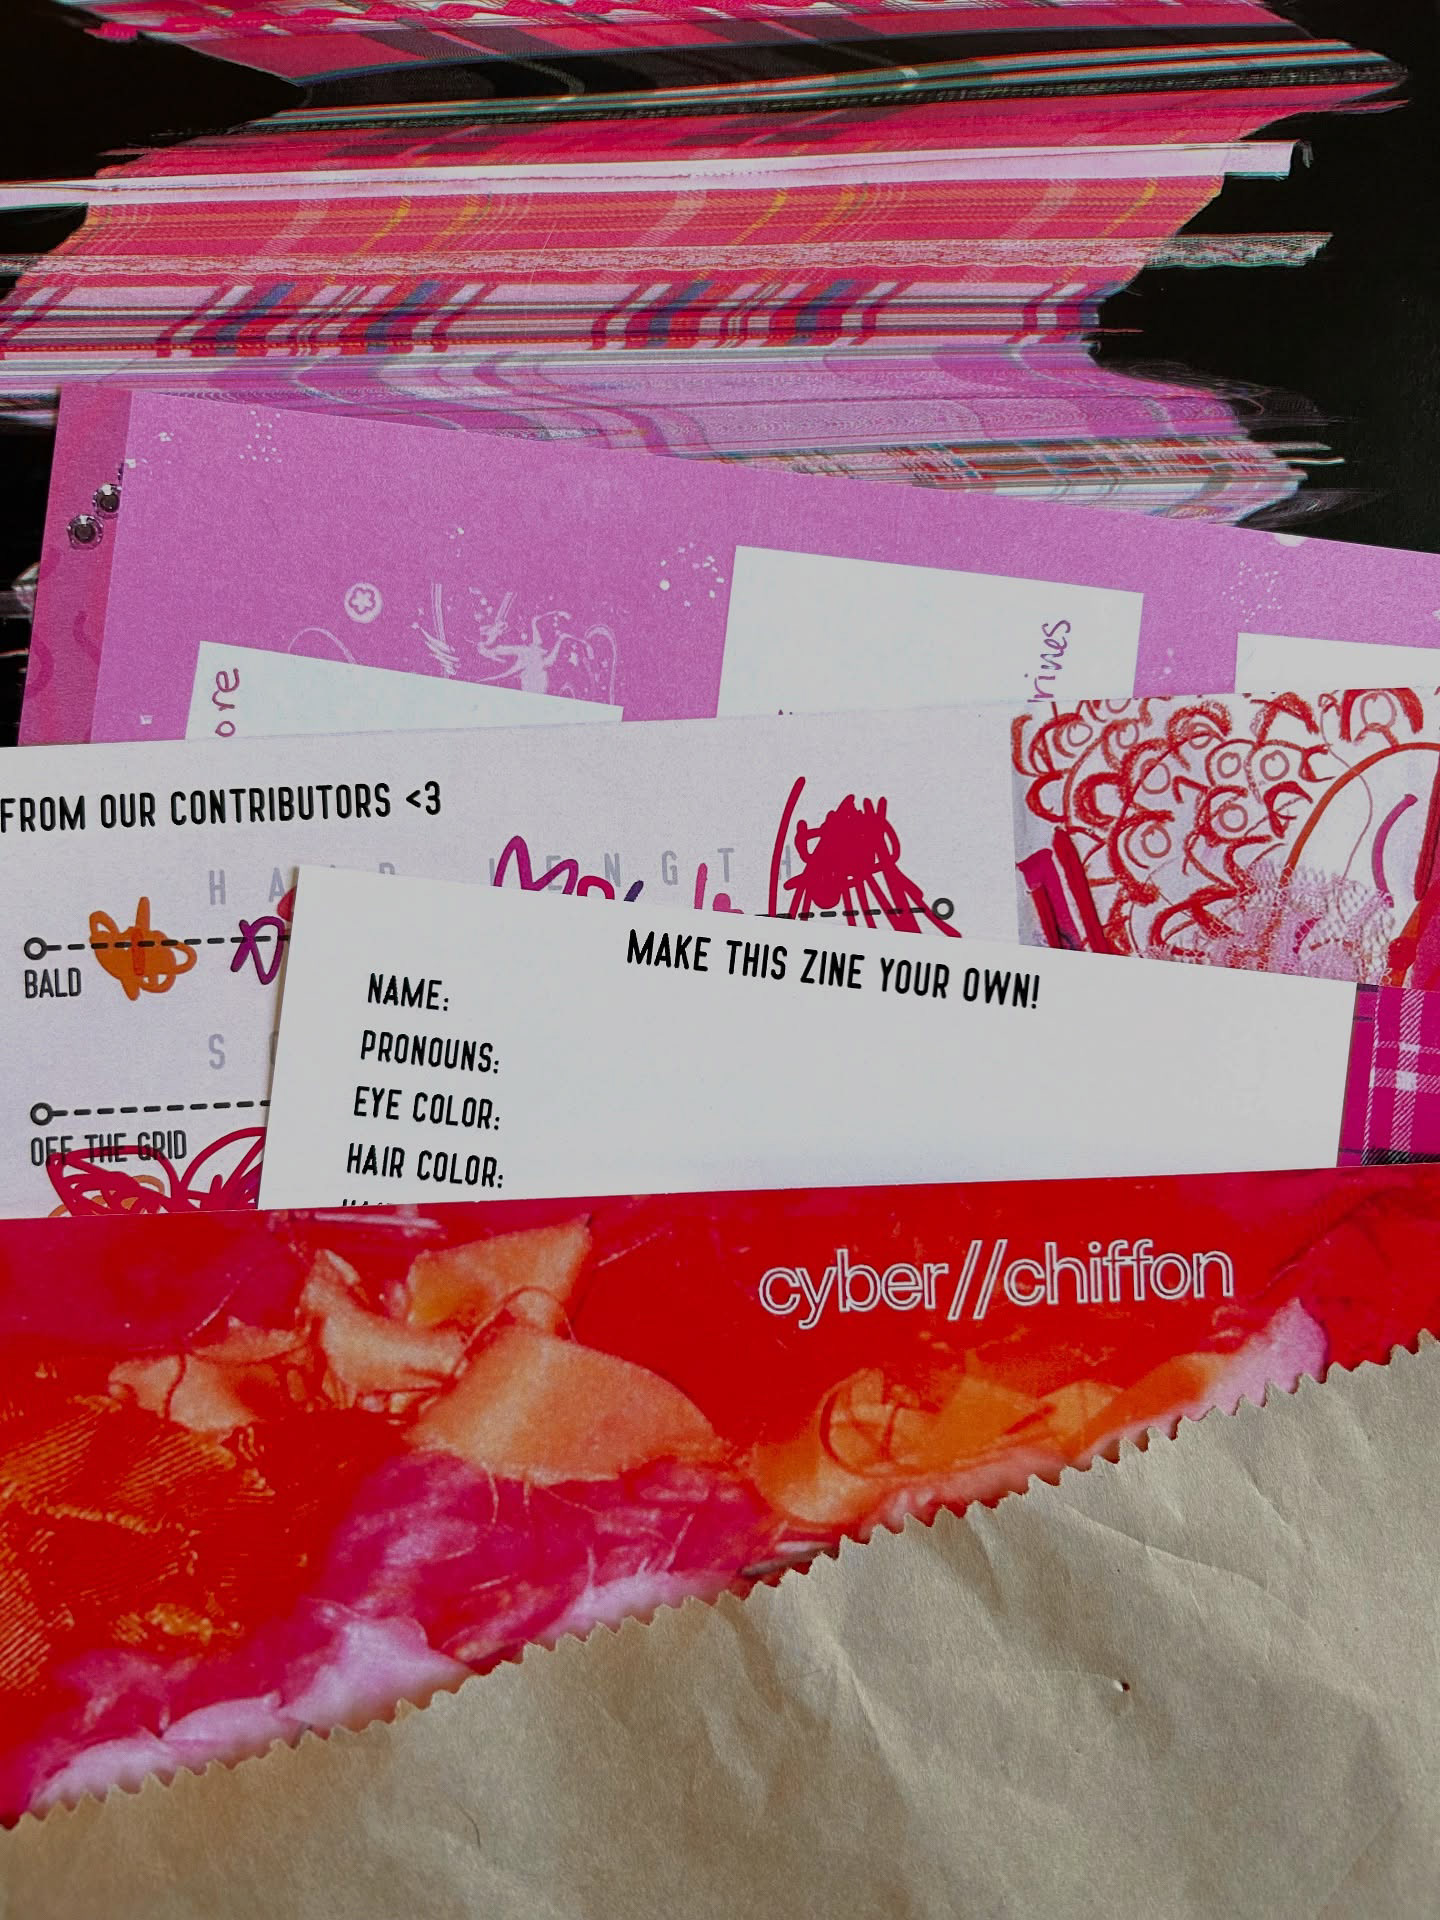 FROM OUR CONTRIBUTORS <3
BALD
OFF THE GRID
MAKE THIS ZINE YOUR OWN!
NAME:
PRONOUNS:
EYE COLOR:
HAIR COLOR:
cyber//chiffon